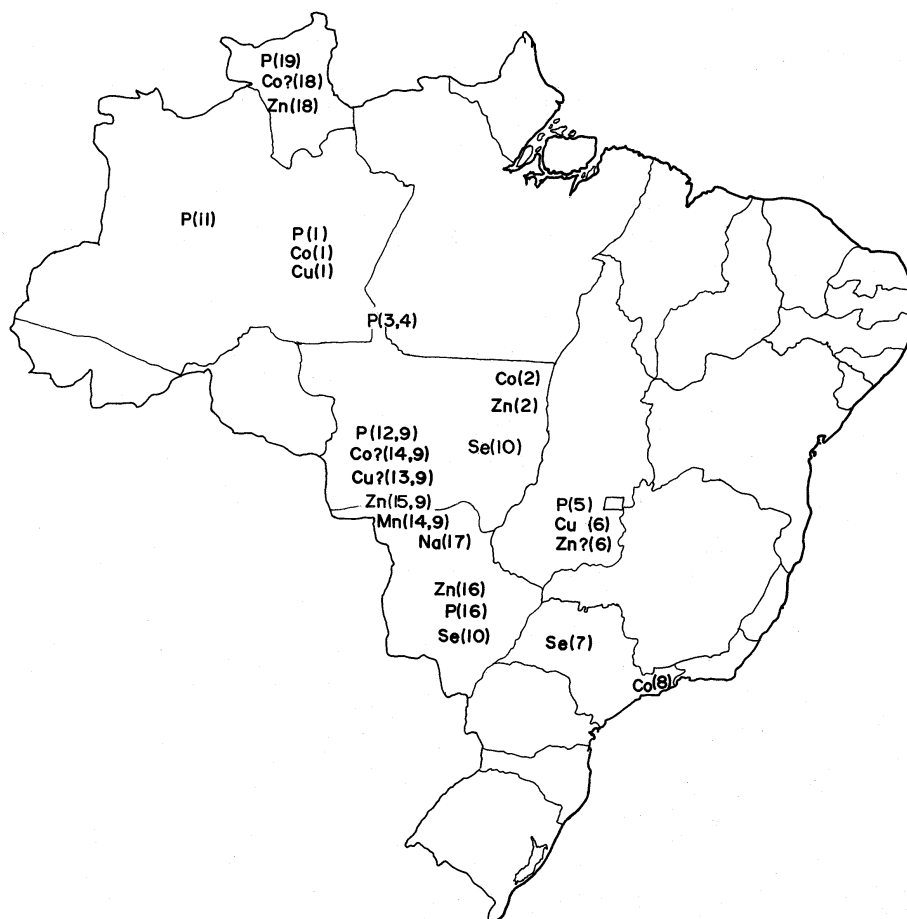 P(19)
Co?(18)
Zn(18)
P(11)
P(1)
Co(1)
Cu(1)
P(3,4)
Co(2)
Zn(2)
Se(10)
P(12,9)
Co?(14,9)
Cu?(13,9)
Zn(15,9)
Mn(14,9)
Na(17)
P(5)
Cu (6)
Zn?(6)
Zn(16)
P(16)
Se(10)
Se(7)
Co(8)